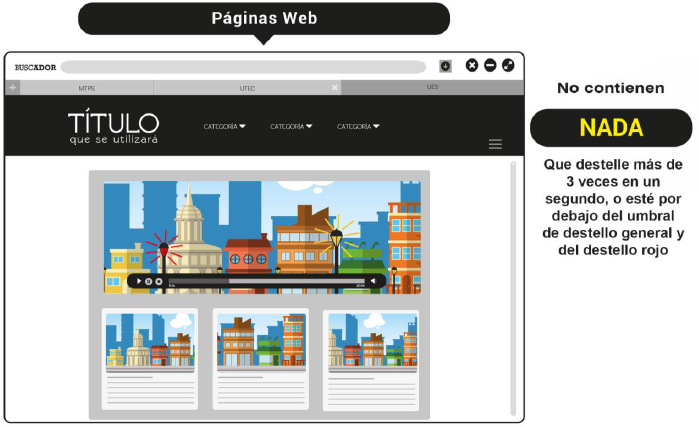 Páginas Web
BUSCADOR
MTPS
UTEC
UES
TÍTULO
que se utilizará
CATEGORÍA
CATEGORÍA
CATEGORÍA
No contienen
NADA
Que destelle más de
3 veces en un
segundo, o esté por
debajo del umbral
de destello general y
del destello rojo